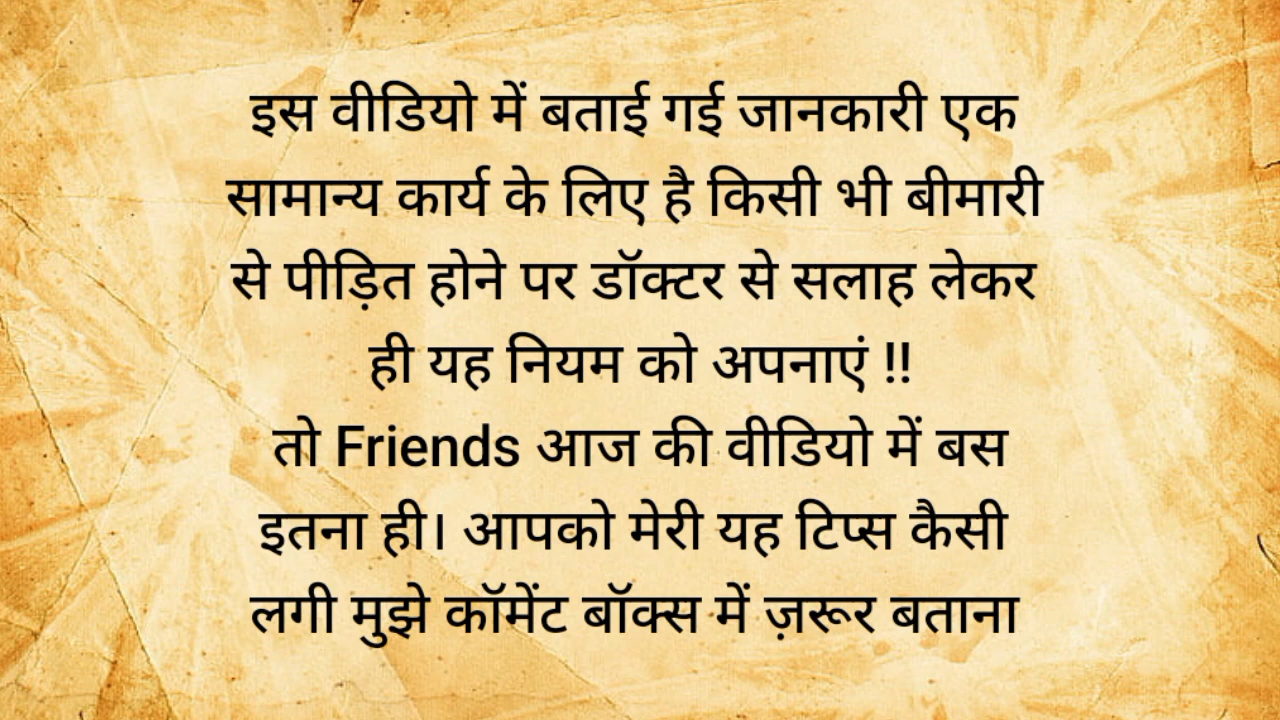 इस वीडियो में बताई गई जानकारी एक
सामान्य कार्य के लिए है किसी भी बीमारी
से पीड़ित होने पर डॉक्टर से सलाह लेकर
ही यह नियम को अपनाएं !!
तो Friends आज की वीडियो में बस
इतना ही। आपको मेरी यह टिप्स कैसी
लगी मुझे कॉमेंट बॉक्स में ज़रूर बताना